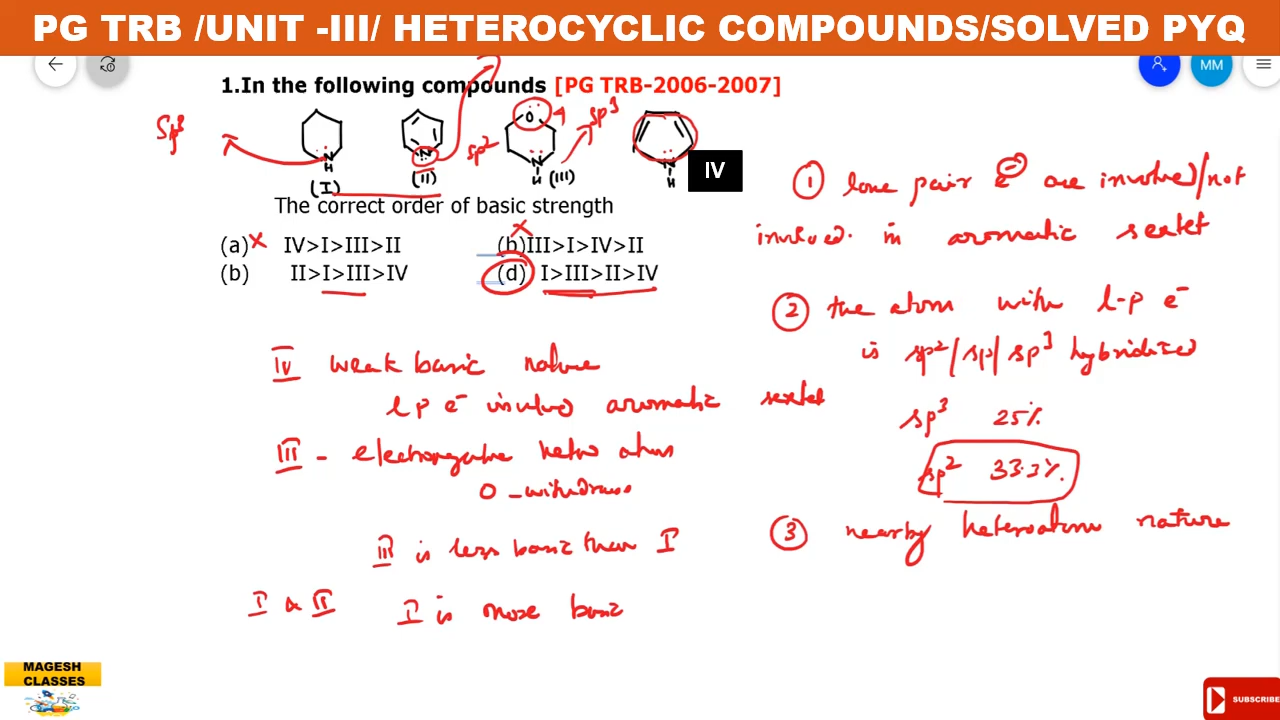 PG TRB /UNIT -III/ HETEROCYCLIC COMPOUNDS/SOLVED PYQ
MM
1.In the following compounds [PG TRB-2006-2007]
sp³ N H (I)
N (II)
sp² O N H (III) sp³
N H IV
The correct order of basic strength
(a) x IV>I>III>II
x (b) III>I>IV>II
(b) II>I>III>IV
(d) I>III>II>IV
IV weak basic nature
l p e⁻ involve aromatic sextet
III - electronegative hetro atom
O - withdraws
III is less basic than I
I & II I is more basic
① lone pair e⁻ are involved/not
involved in aromatic sextet
② the atom with l-p e⁻
is sp²/sp/sp³ hybridized
sp³ 25%
sp² 33.3%
③ nearby heteroatom nature
MAGESH
CLASSES
SUBSCRIBE